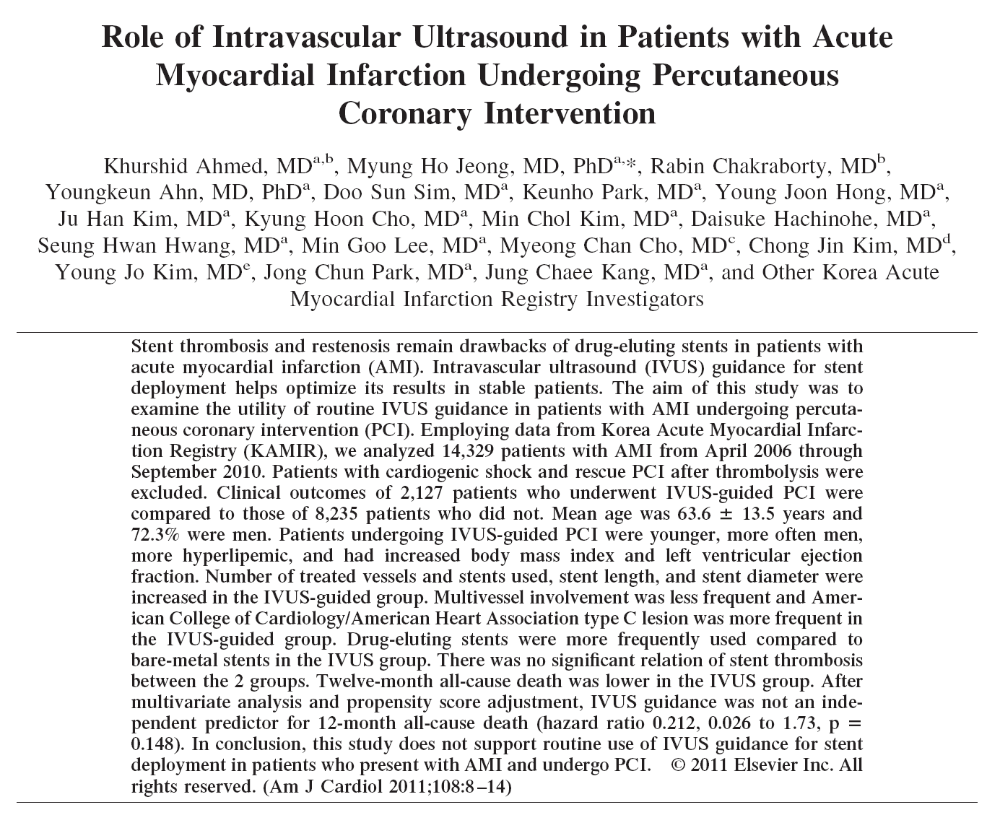 Role of Intravascular Ultrasound in Patients with Acute
Myocardial Infarction Undergoing Percutaneous
Coronary Intervention
Khurshid Ahmed, MDa,b, Myung Ho Jeong, MD, PhDa,*, Rabin Chakraborty, MDb,
Youngkeun Ahn, MD, PhDa, Doo Sun Sim, MDa, Keunho Park, MDa, Young Joon Hong, MDa,
Ju Han Kim, MDa, Kyung Hoon Cho, MDa, Min Chol Kim, MDa, Daisuke Hachinohe, MDa,
Seung Hwan Hwang, MDa, Min Goo Lee, MDa, Myeong Chan Cho, MDc, Chong Jin Kim, MDd,
Young Jo Kim, MDe, Jong Chun Park, MDa, Jung Chaee Kang, MDa, and Other Korea Acute
Myocardial Infarction Registry Investigators
Stent thrombosis and restenosis remain drawbacks of drug-eluting stents in patients with
acute myocardial infarction (AMI). Intravascular ultrasound (IVUS) guidance for stent
deployment helps optimize its results in stable patients. The aim of this study was to
examine the utility of routine IVUS guidance in patients with AMI undergoing percuta-
neous coronary intervention (PCI). Employing data from Korea Acute Myocardial Infarc-
tion Registry (KAMIR), we analyzed 14,329 patients with AMI from April 2006 through
September 2010. Patients with cardiogenic shock and rescue PCI after thrombolysis were
excluded. Clinical outcomes of 2,127 patients who underwent IVUS-guided PCI were
compared to those of 8,235 patients who did not. Mean age was 63.6 ± 13.5 years and
72.3% were men. Patients undergoing IVUS-guided PCI were younger, more often men,
more hyperlipemic, and had increased body mass index and left ventricular ejection
fraction. Number of treated vessels and stents used, stent length, and stent diameter were
increased in the IVUS-guided group. Multivessel involvement was less frequent and Amer-
ican College of Cardiology/American Heart Association type C lesion was more frequent in
the IVUS-guided group. Drug-eluting stents were more frequently used compared to
bare-metal stents in the IVUS group. There was no significant relation of stent thrombosis
between the 2 groups. Twelve-month all-cause death was lower in the IVUS group. After
multivariate analysis and propensity score adjustment, IVUS guidance was not an inde-
pendent predictor for 12-month all-cause death (hazard ratio 0.212, 0.026 to 1.73, p =
0.148). In conclusion, this study does not support routine use of IVUS guidance for stent
deployment in patients who present with AMI and undergo PCI. © 2011 Elsevier Inc. All
rights reserved. (Am J Cardiol 2011;108:8–14)